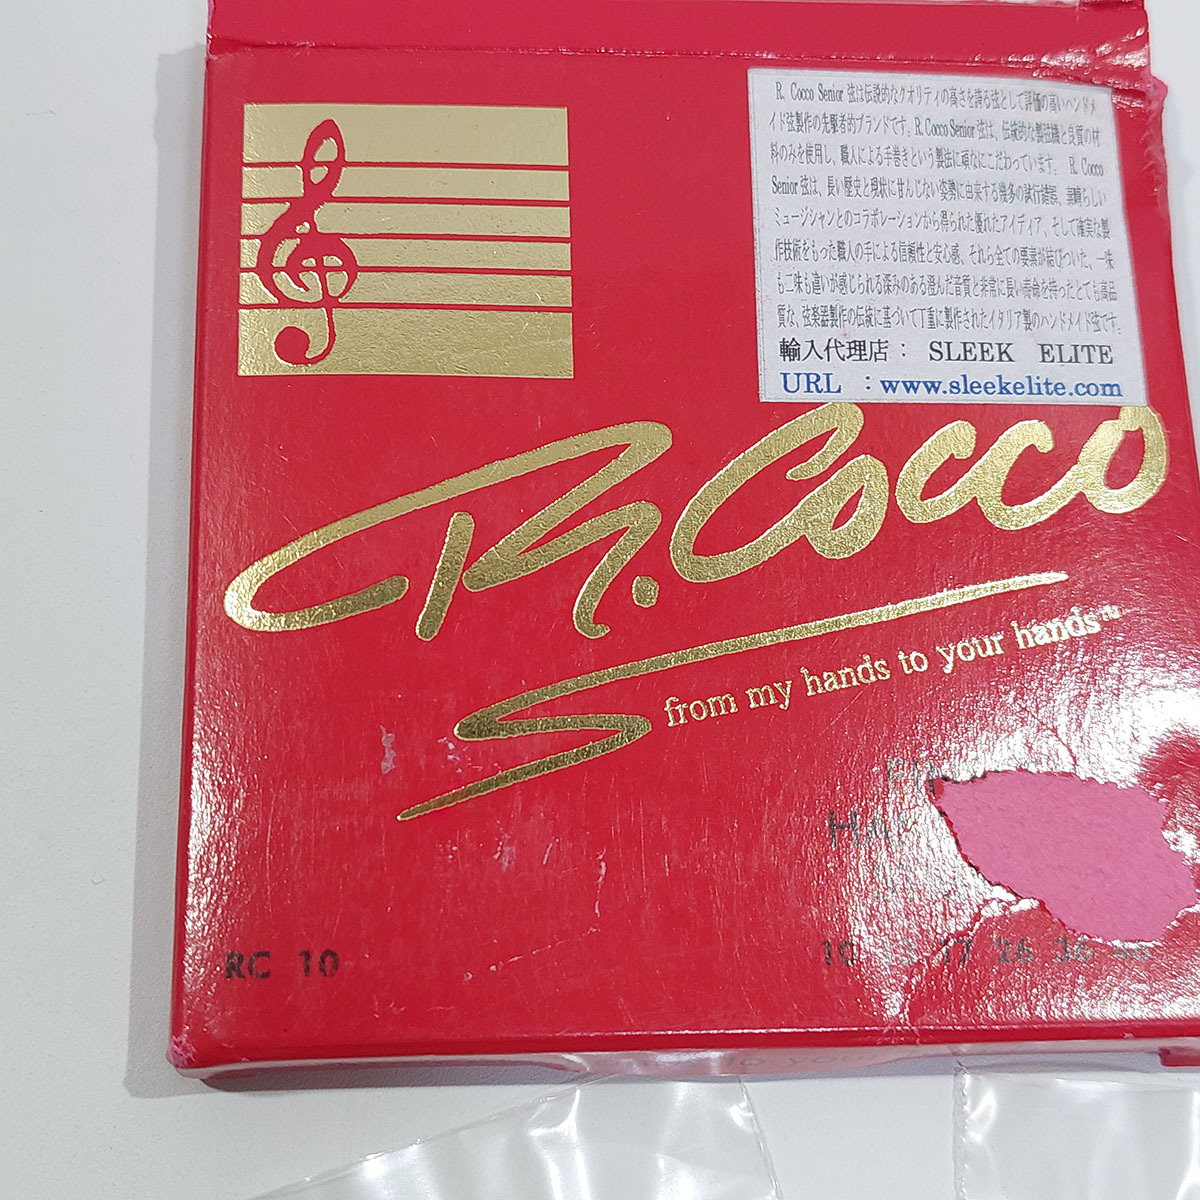 R. Cocco Senior 弦は伝説的なクオリティの高さを誇る弦として評価の高いハンドメ
イド弦製作の先駆者的ブランドです。R. Cocco Senior 弦は、伝統的な製弦機と良質の材
料のみを使用し、職人による手巻きという製法に頑なにこだわっています。 R. Cocco
Senior 弦は、長い歴史と現状に甘んじない姿勢に由来する幾多の試行錯誤、素晴らしい
ミュージシャンとのコラボレーションから得られた優れたアイディア、そして確実な製
作技術をもった職人の手による信頼性と安心感、それら全ての要素が結びついた、一味
も二味も違いが感じられる深みのある澄んだ音質と非常に長い寿命を持ったとても高品
質な、弦楽器製作の伝統に基づいて丁重に製作されたイタリア製のハンドメイド弦です。
輸入代理店： SLEEK ELITE
URL ：www.sleekelite.com
R. Cocco
S
from my hands to your hands™
RC 10
10 13 17 26 36 46